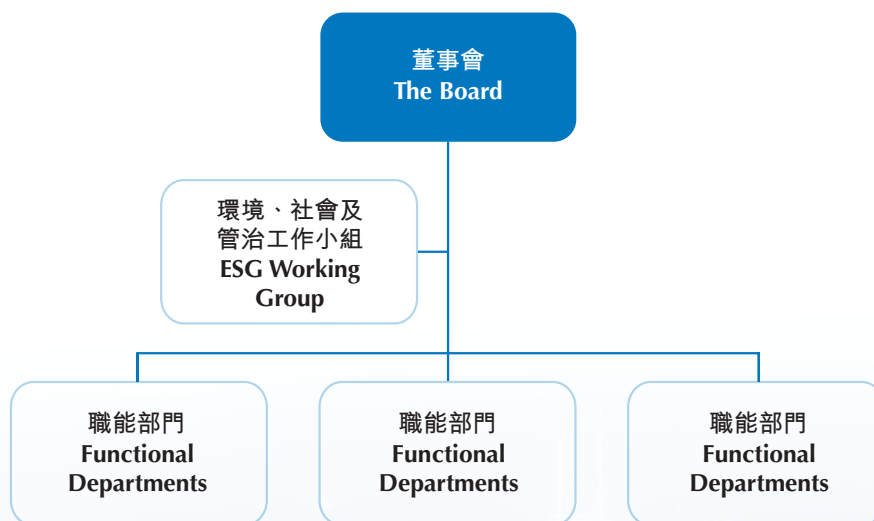 董事會
The Board
環境、社會及
管治工作小組
ESG Working
Group
職能部門
Functional
Departments
職能部門
Functional
Departments
職能部門
Functional
Departments